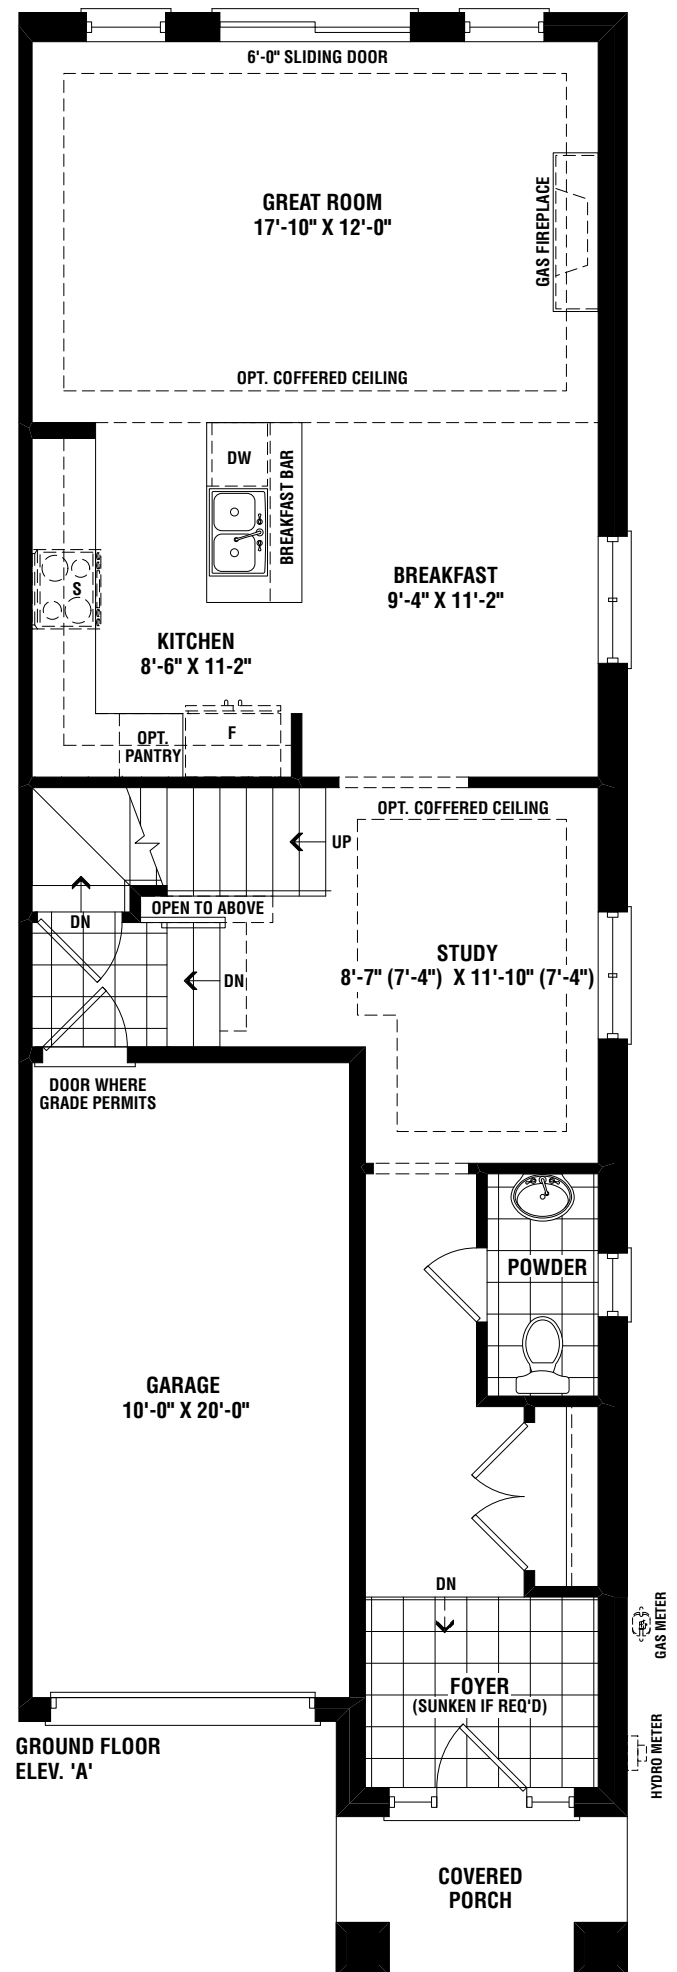 6'-0" SLIDING DOOR
GREAT ROOM
17'-10" X 12'-0"
GAS FIREPLACE
OPT. COFFERED CEILING
DW
BREAKFAST BAR
S
BREAKFAST
9'-4" X 11'-2"
KITCHEN
8'-6" X 11-2"
OPT.
PANTRY
F
OPT. COFFERED CEILING
UP
DN
OPEN TO ABOVE
DN
STUDY
8'-7" (7'-4") X 11'-10" (7'-4")
DOOR WHERE
GRADE PERMITS
POWDER
GARAGE
10'-0" X 20'-0"
DN
GAS METER
FOYER
(SUNKEN IF REQ'D)
HYDRO METER
GROUND FLOOR
ELEV. 'A'
COVERED
PORCH